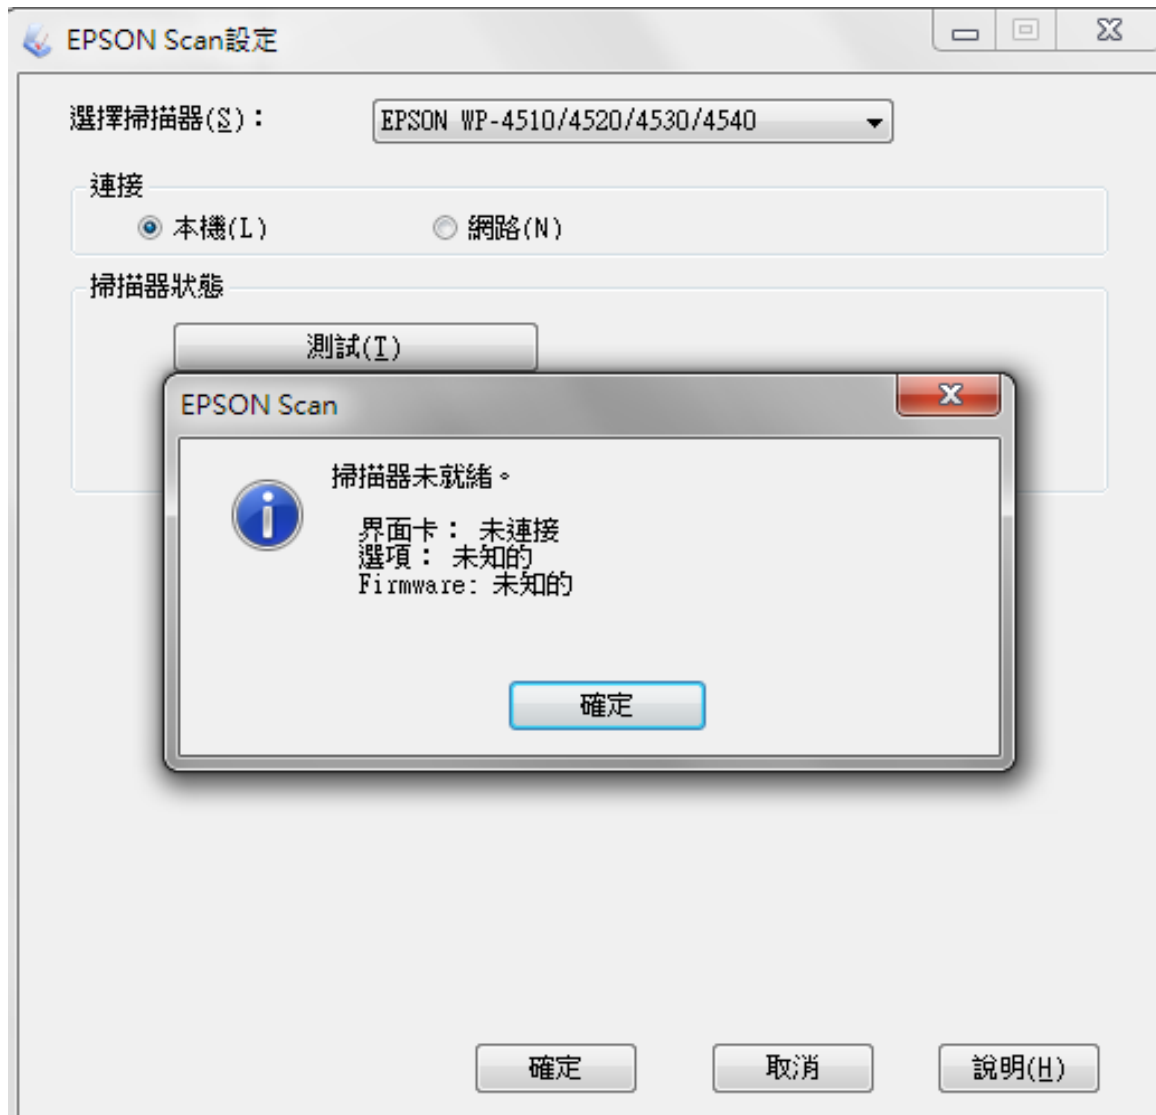 EPSON Scan設定
選擇掃描器(S)： EPSON WP-4510/4520/4530/4540
連接
本機(L) 網路(N)
掃描器狀態
測試(T)
EPSON Scan
掃描器未就緒。
界面卡： 未連接
選項： 未知的
Firmware: 未知的
確定
確定 取消 說明(H)